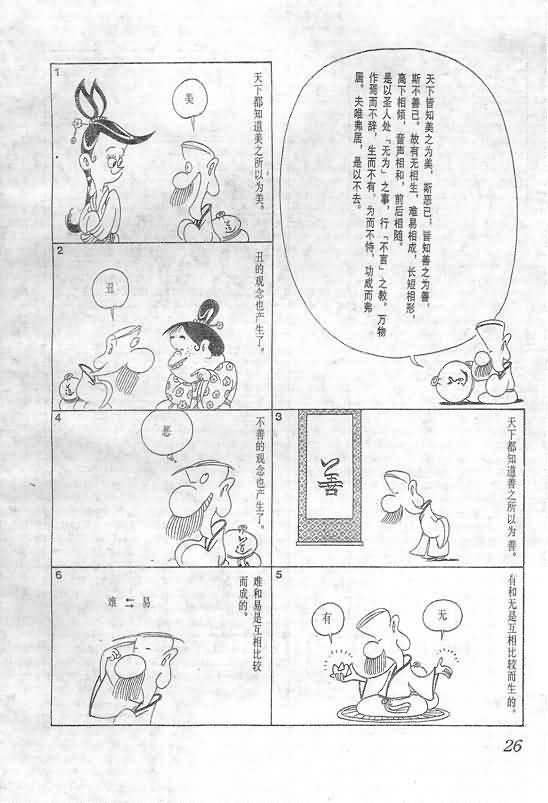 天下皆知美之为美，斯恶已，皆知善之为善，
斯不善已。故有无相生，难易相成，长短相形，
高下相倾，音声相和，前后相随。
是以圣人处「无为」之事，行「不言」之教。万物
作焉而不辞，生而不有，为而不恃，功成而弗
居。夫唯弗居，是以不去。
1
天下都知道美之所以为美。
美
2
丑的观念也产生了。
丑
3
天下都知道善之所以为善。
善
4
不善的观念也产生了。
恶
道
5
有和无是互相比较而生的。
无
有
6
难和易是互相比较
而成的。
难 ⇆ 易
26